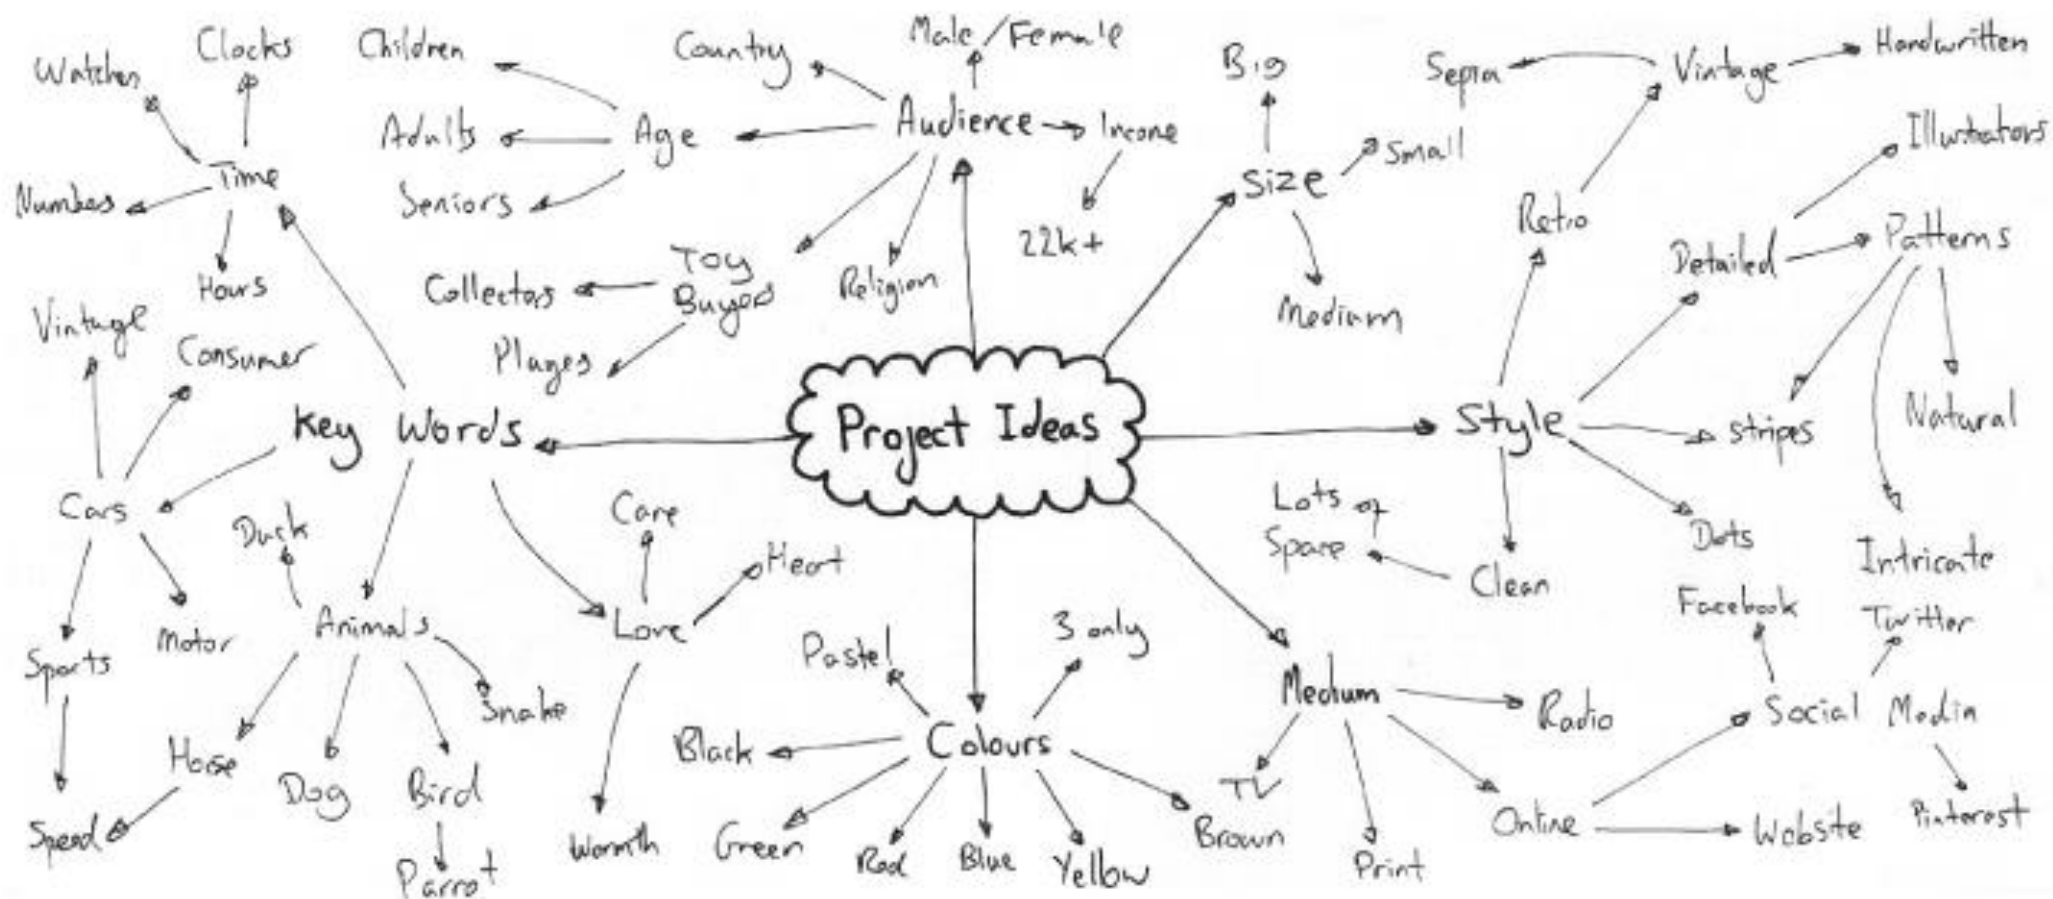 Watches
Clocks
Time
Numbers
Hours
Children
Adults
Age
Seniors
Country
Male / Female
Audience
Income
22k+
Religion
Toy
Buyers
Collectors
Players
Big
Small
Size
Medium
Sepia
Vintage
Handwritten
Retro
Illustrators
Detailed
Patterns
Natural
Intricate
Style
Stripes
Dots
Clean
Lots of
Space
Project Ideas
Key Words
Vintage
Consumer
Cars
Sports
Motor
Speed
Duck
Animals
Horse
Dog
Bird
Parrot
Snake
Care
Heart
Love
Warmth
Pastel
3 only
Colours
Black
Green
Red
Blue
Yellow
Brown
Medium
TV
Print
Radio
Online
Website
Social Media
Facebook
Twitter
Pinterest